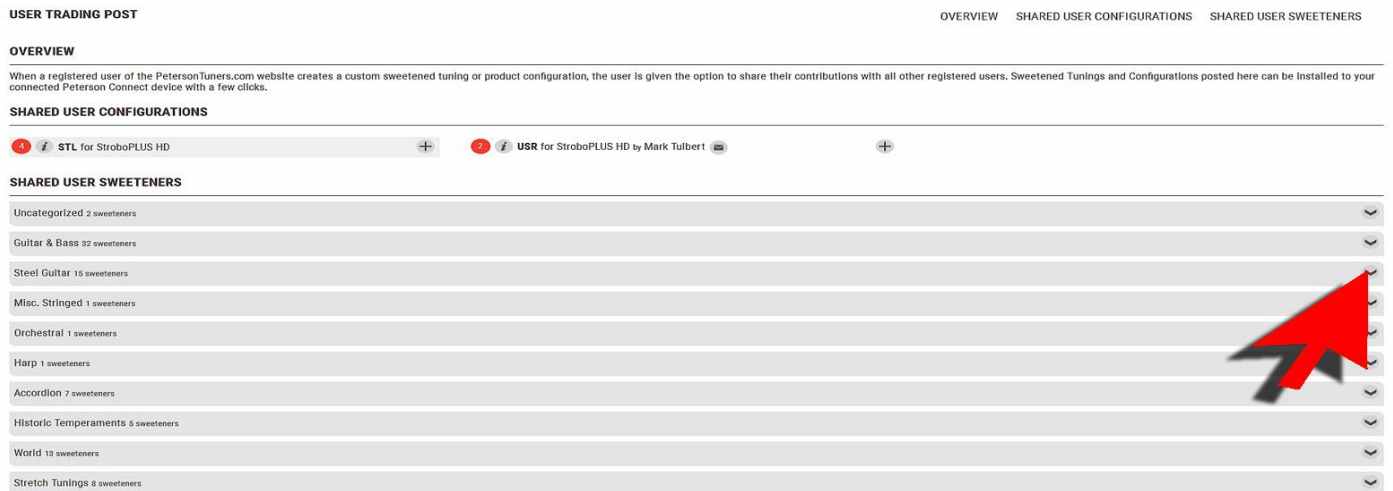 USER TRADING POST
OVERVIEW SHARED USER CONFIGURATIONS SHARED USER SWEETENERS
OVERVIEW
When a registered user of the PetersonTuners.com website creates a custom sweetened tuning or product configuration, the user is given the option to share their contributions with all other registered users. Sweetened Tunings and Configurations posted here can be installed to your
connected Peterson Connect device with a few clicks.
SHARED USER CONFIGURATIONS
4 i STL for StroboPLUS HD
2 i USR for StroboPLUS HD by Mark Tulbert
SHARED USER SWEETENERS
Uncategorized 2 sweeteners
Guitar & Bass 32 sweeteners
Steel Guitar 15 sweeteners
Misc. Stringed 1 sweeteners
Orchestral 1 sweeteners
Harp 1 sweeteners
Accordion 7 sweeteners
Historic Temperaments 5 sweeteners
World 13 sweeteners
Stretch Tunings 8 sweeteners